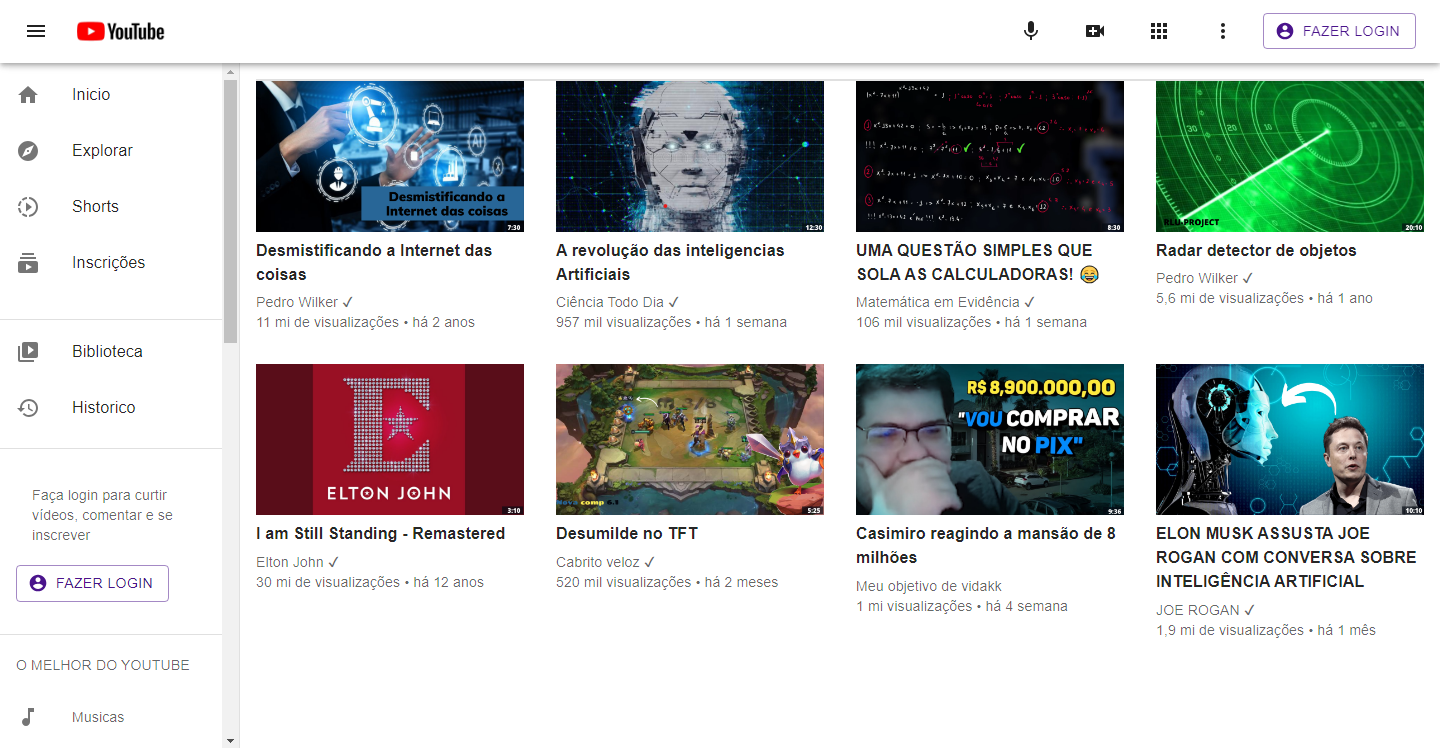 YouTube
FAZER LOGIN
Inicio
Explorar
Shorts
Inscrições
Biblioteca
Historico
Faça login para curtir
vídeos, comentar e se
inscrever
FAZER LOGIN
O MELHOR DO YOUTUBE
Musicas
Desmistificando a
Internet das coisas
7:30
Desmistificando a Internet das
coisas
Pedro Wilker ✓
11 mi de visualizações • há 2 anos
12:30
A revolução das inteligencias
Artificiais
Ciência Todo Dia ✓
957 mil visualizações • há 1 semana
8:30
UMA QUESTÃO SIMPLES QUE
SOLA AS CALCULADORAS! 😂
Matemática em Evidência ✓
106 mil visualizações • há 1 semana
30
60
RLU-PROJECT
20:10
Radar detector de objetos
Pedro Wilker ✓
5,6 mi de visualizações • há 1 ano
E
ELTON JOHN
3:10
I am Still Standing - Remastered
Elton John ✓
30 mi de visualizações • há 12 anos
5:25
Desumilde no TFT
Cabrito veloz ✓
520 mil visualizações • há 2 meses
R$ 8,900.000,00
"VOU COMPRAR
NO PIX"
9:36
Casimiro reagindo a mansão de 8
milhões
Meu objetivo de vidakk
1 mi visualizações • há 4 semana
10:10
ELON MUSK ASSUSTA JOE
ROGAN COM CONVERSA SOBRE
INTELIGÊNCIA ARTIFICIAL
JOE ROGAN ✓
1,9 mi de visualizações • há 1 mês